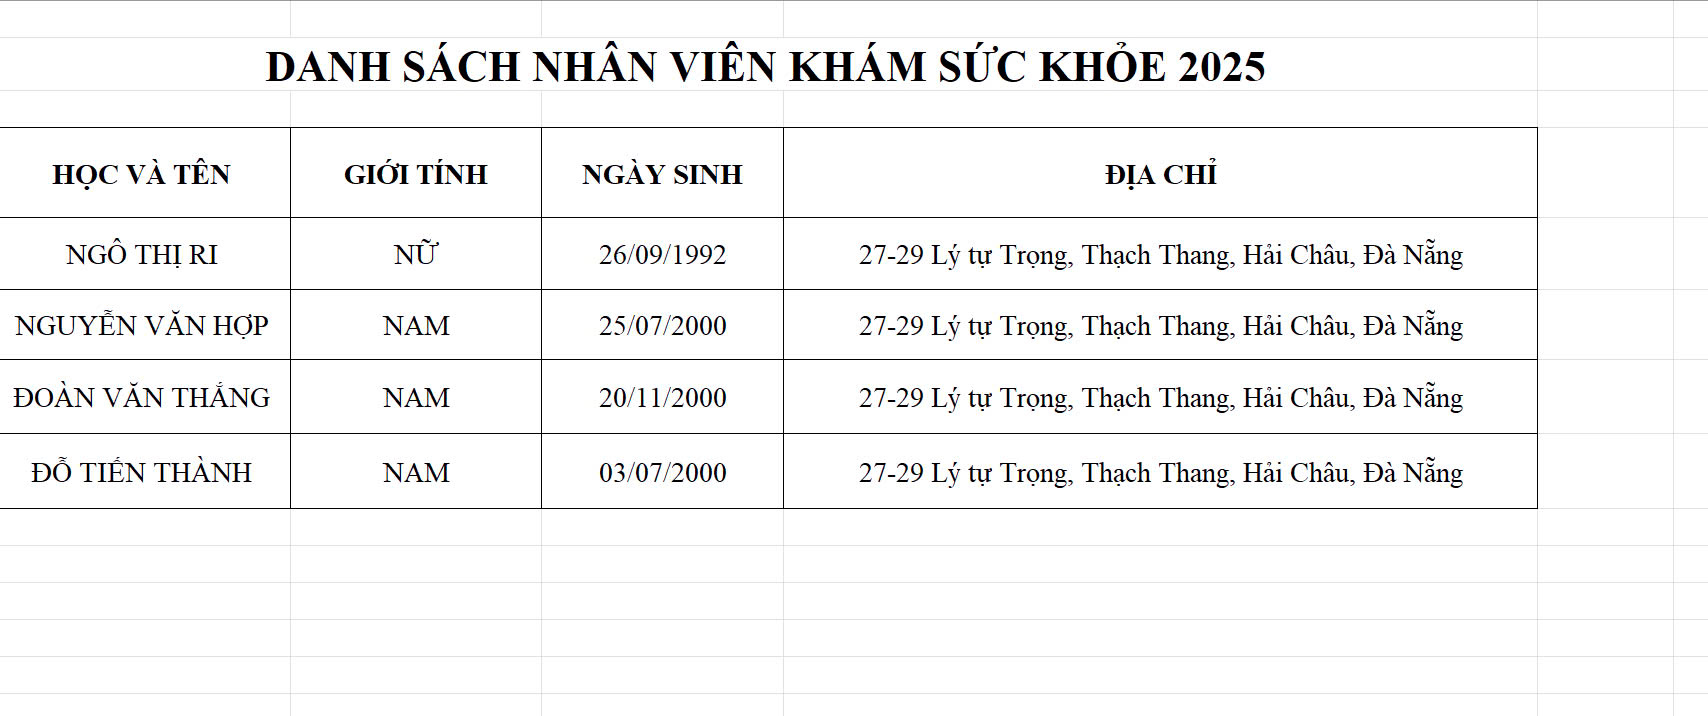 DANH SÁCH NHÂN VIÊN KHÁM SỨC KHỎE 2025
HỌC VÀ TÊN GIỚI TÍNH NGÀY SINH ĐỊA CHỈ
NGÔ THỊ RI NỮ 26/09/1992 27-29 Lý tự Trọng, Thạch Thang, Hải Châu, Đà Nẵng
NGUYỄN VĂN HỢP NAM 25/07/2000 27-29 Lý tự Trọng, Thạch Thang, Hải Châu, Đà Nẵng
ĐOÀN VĂN THẮNG NAM 20/11/2000 27-29 Lý tự Trọng, Thạch Thang, Hải Châu, Đà Nẵng
ĐỖ TIẾN THÀNH NAM 03/07/2000 27-29 Lý tự Trọng, Thạch Thang, Hải Châu, Đà Nẵng